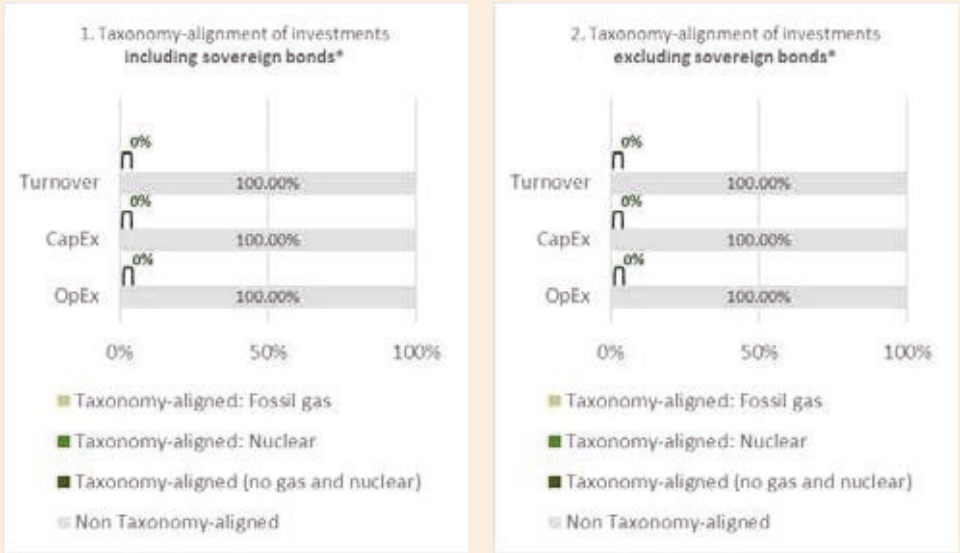 1. Taxonomy-alignment of investments
including sovereign bonds*
0%
Turnover 100.00%
0%
CapEx 100.00%
0%
OpEx 100.00%
0% 50% 100%
Taxonomy-aligned: Fossil gas
Taxonomy-aligned: Nuclear
Taxonomy-aligned (no gas and nuclear)
Non Taxonomy-aligned
2. Taxonomy-alignment of investments
excluding sovereign bonds*
0%
Turnover 100.00%
0%
CapEx 100.00%
0%
OpEx 100.00%
0% 50% 100%
Taxonomy-aligned: Fossil gas
Taxonomy-aligned: Nuclear
Taxonomy-aligned (no gas and nuclear)
Non Taxonomy-aligned